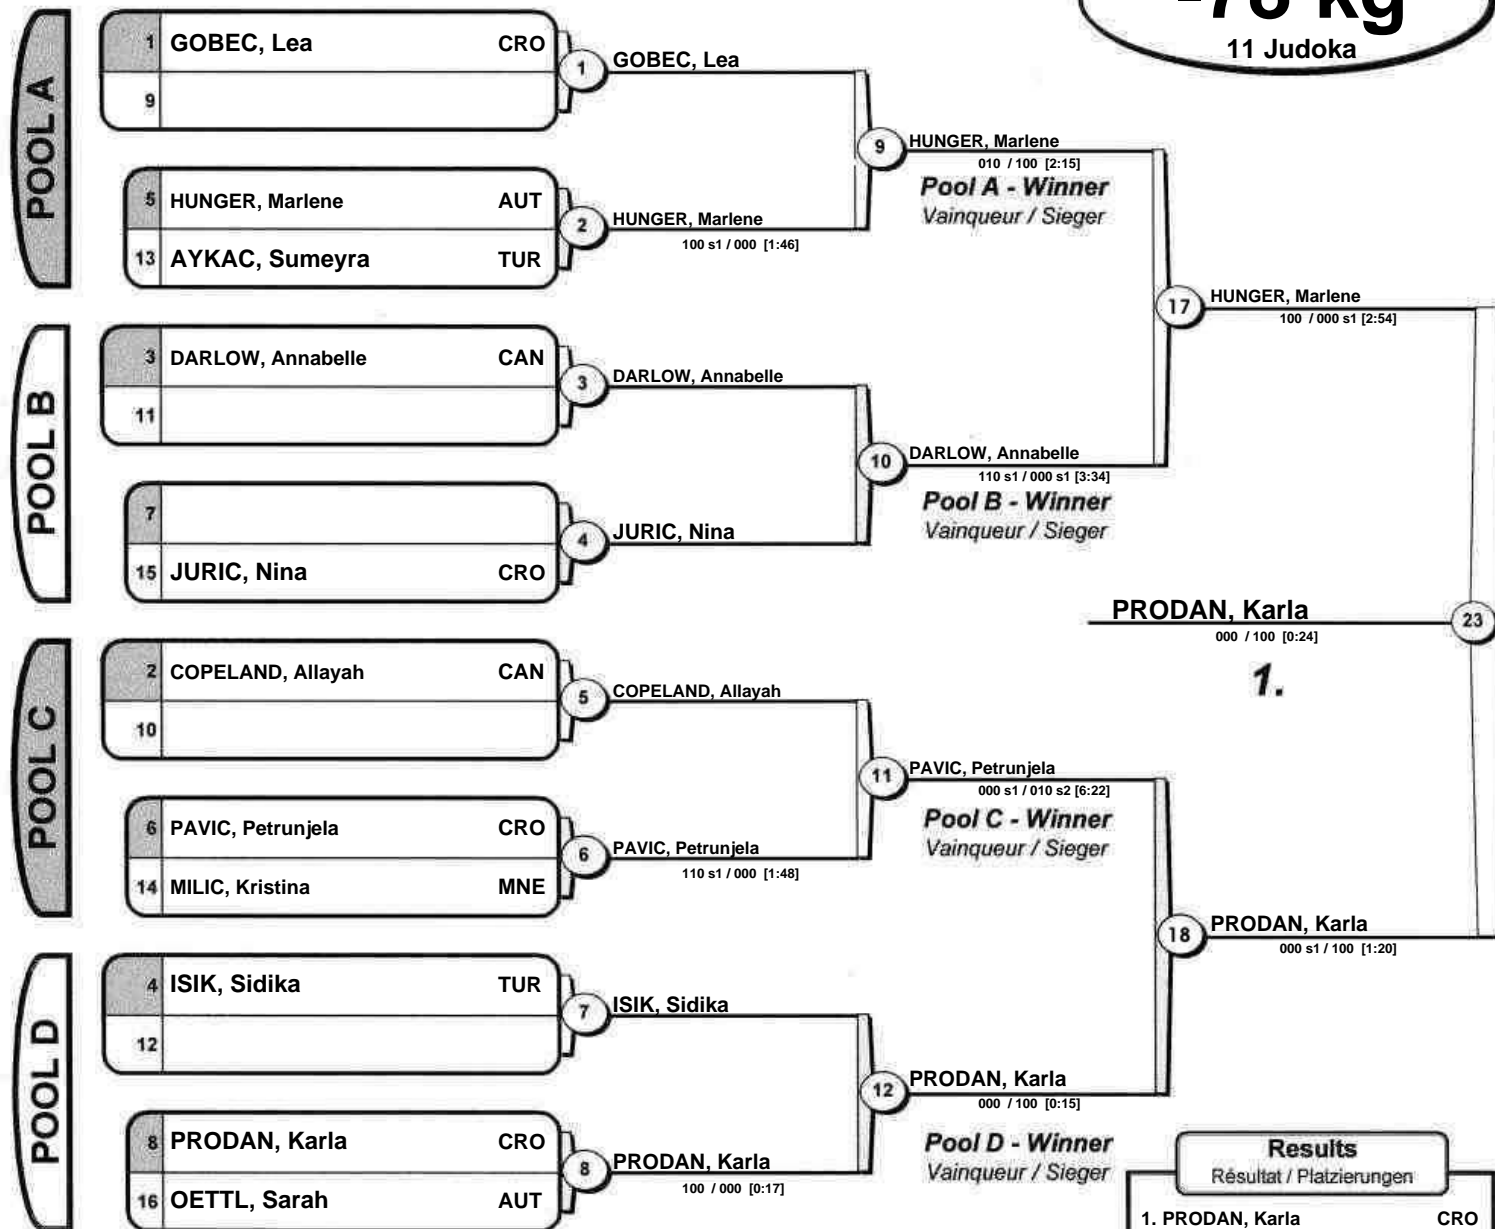 -78 kg
11 Judoka
POOL A
1 GOBEC, Lea CRO
9
1
GOBEC, Lea
5 HUNGER, Marlene AUT
13 AYKAC, Sumeyra TUR
2
HUNGER, Marlene
100 s1 / 000 [1:46]
9
HUNGER, Marlene
010 / 100 [2:15]
Pool A - Winner
Vainqueur / Sieger
POOL B
3 DARLOW, Annabelle CAN
11
3
DARLOW, Annabelle
7
15 JURIC, Nina CRO
4
JURIC, Nina
10
DARLOW, Annabelle
110 s1 / 000 s1 [3:34]
Pool B - Winner
Vainqueur / Sieger
17
HUNGER, Marlene
100 / 000 s1 [2:54]
PRODAN, Karla
000 / 100 [0:24]
1.
23
POOL C
2 COPELAND, Allayah CAN
10
5
COPELAND, Allayah
6 PAVIC, Petrunjela CRO
14 MILIC, Kristina MNE
6
PAVIC, Petrunjela
110 s1 / 000 [1:48]
11
PAVIC, Petrunjela
000 s1 / 010 s2 [6:22]
Pool C - Winner
Vainqueur / Sieger
18
PRODAN, Karla
000 s1 / 100 [1:20]
POOL D
4 ISIK, Sidika TUR
12
7
ISIK, Sidika
8 PRODAN, Karla CRO
16 OETTL, Sarah AUT
8
PRODAN, Karla
100 / 000 [0:17]
12
PRODAN, Karla
000 / 100 [0:15]
Pool D - Winner
Vainqueur / Sieger
Results
Résultat / Platzierungen
1. PRODAN, Karla CRO